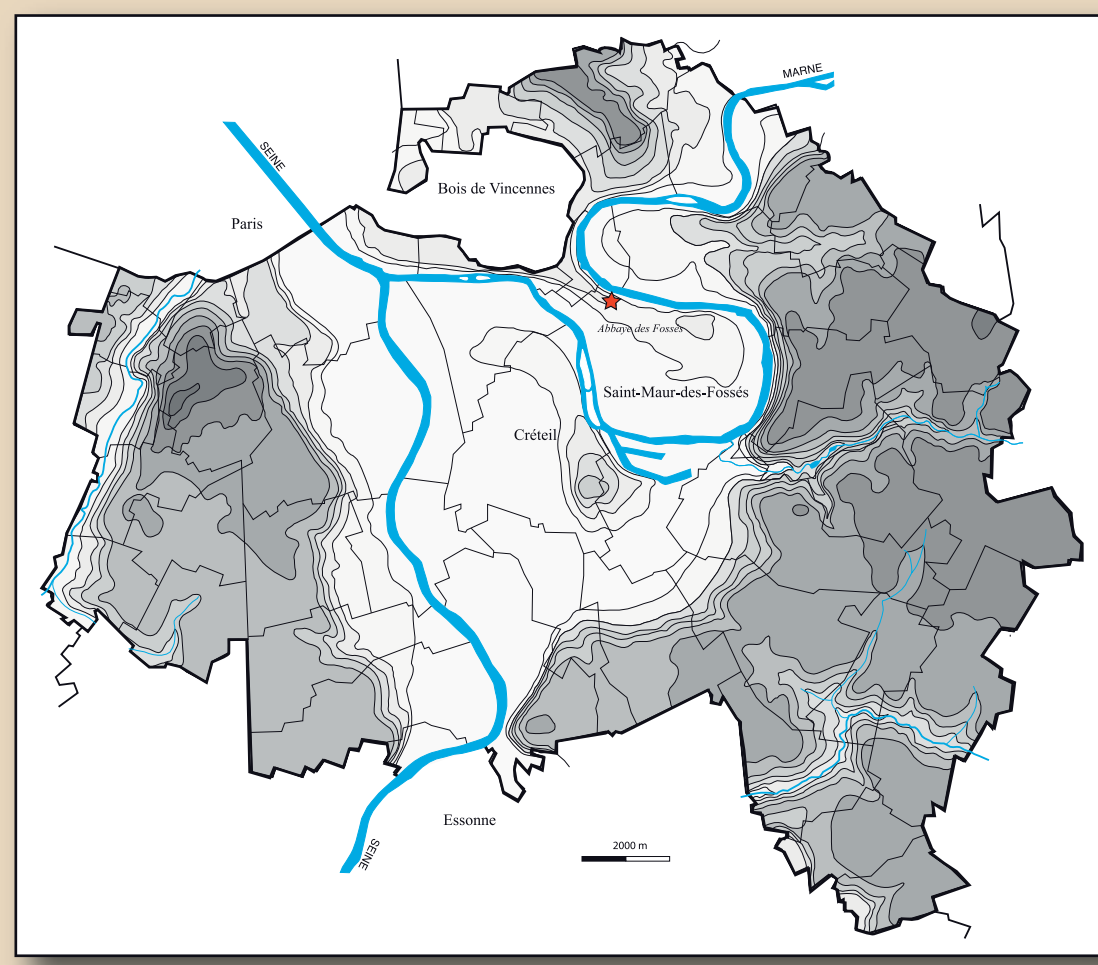 MARNE
SEINE
Bois de Vincennes
Paris
Abbaye des Fossés
Saint-Maur-des-Fossés
Créteil
Essonne
2000 m
SEINE